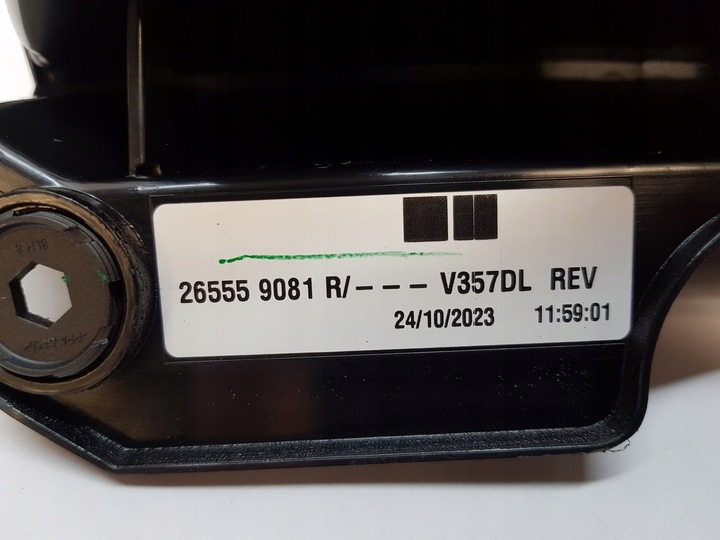 26555 9081 R/--- V357DL REV
24/10/2023 11:59:01